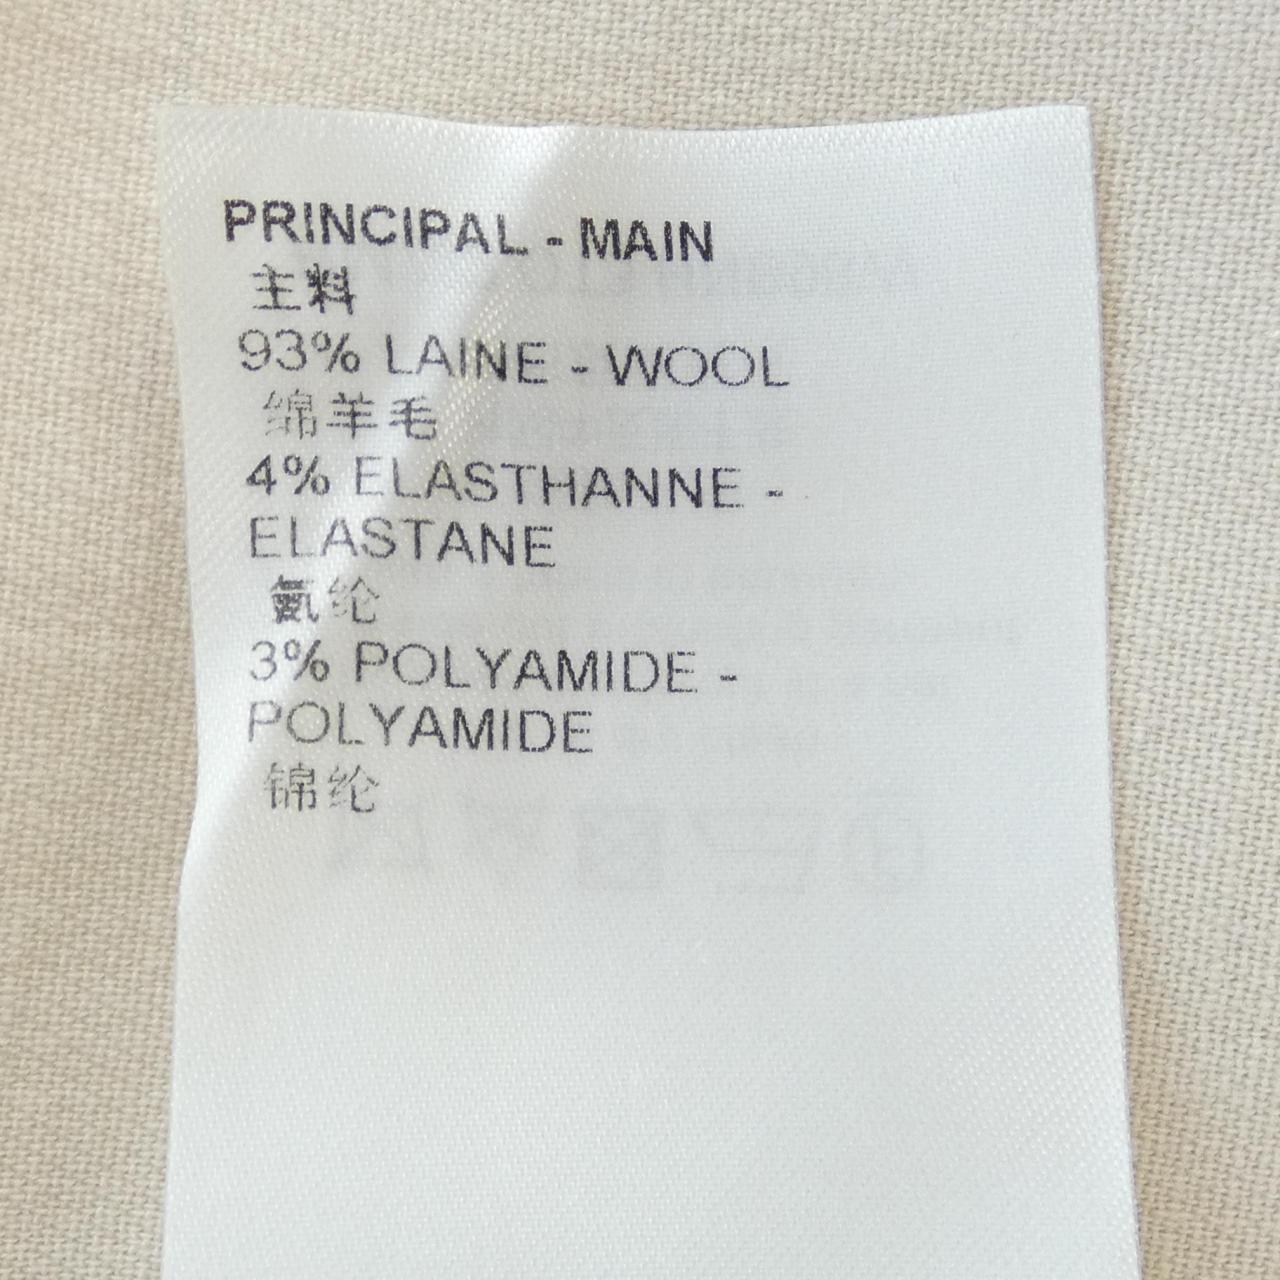 PRINCIPAL - MAIN
主料
93% LAINE - WOOL
绵羊毛
4% ELASTHANNE -
ELASTANE
氨纶
3% POLYAMIDE -
POLYAMIDE
锦纶